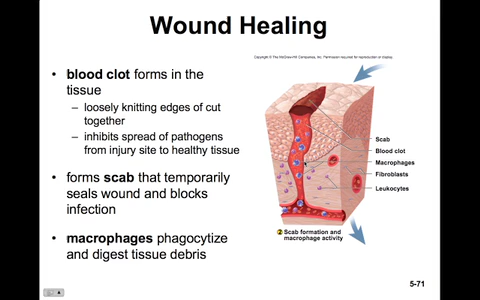 Wound Healing
Copyright © The McGraw-Hill Companies, Inc. Permission required for reproduction or display.
• blood clot forms in the
tissue
– loosely knitting edges of cut
together
– inhibits spread of pathogens
from injury site to healthy tissue
• forms scab that temporarily
seals wound and blocks
infection
• macrophages phagocytize
and digest tissue debris
Scab
Blood clot
Macrophages
Fibroblasts
Leukocytes
2 Scab formation and
macrophage activity
5-71